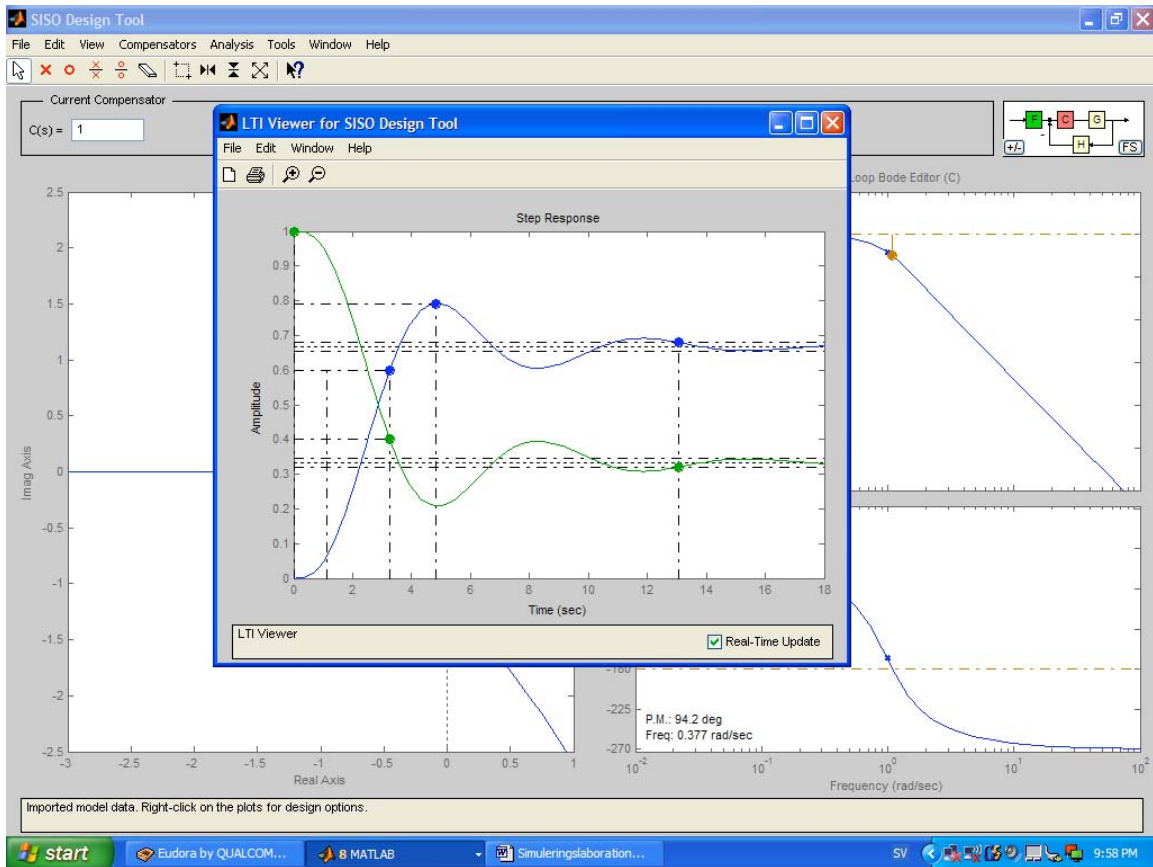 SISO Design Tool
File Edit View Compensators Analysis Tools Window Help
Current Compensator
C(s) = 1
F C G
H
+/- FS
LTI Viewer for SISO Design Tool
File Edit Window Help
Loop Bode Editor (C)
Step Response
1
0.9
0.8
0.7
0.6
0.5
0.4
0.3
0.2
0.1
0
Amplitude
0 2 4 6 8 10 12 14 16 18
Time (sec)
LTI Viewer
Real-Time Update
2.5
2
1.5
1
0.5
0
-0.5
-1
-1.5
-2
-2.5
Imag Axis
-3 -2.5 -2 -1.5 -1 -0.5 0 0.5 1
Real Axis
-180
-225
-270
P.M.: 94.2 deg
Freq: 0.377 rad/sec
10-2 10-1 100 101 102
Frequency (rad/sec)
Imported model data. Right-click on the plots for design options.
start Eudora by QUALCOM... 8 MATLAB Simuleringslaboration... SV 9:58 PM